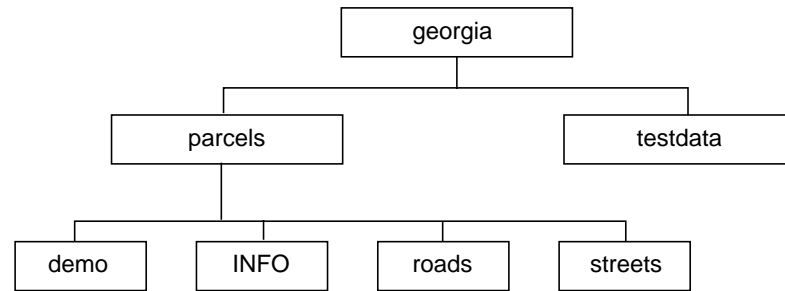 georgia
parcels
testdata
demo
INFO
roads
streets